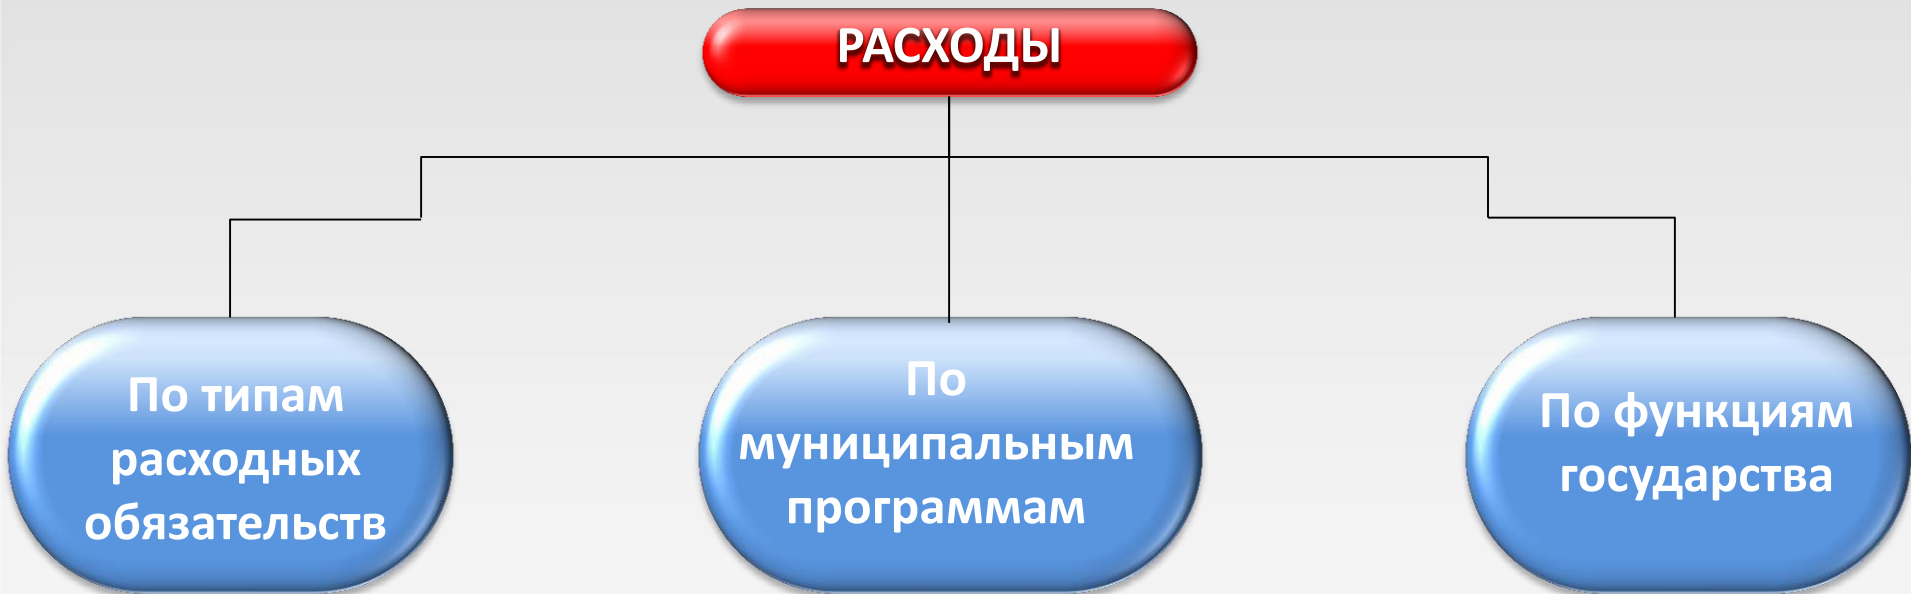 РАСХОДЫ
По типам
расходных
обязательств
По
муниципальным
программам
По функциям
государства